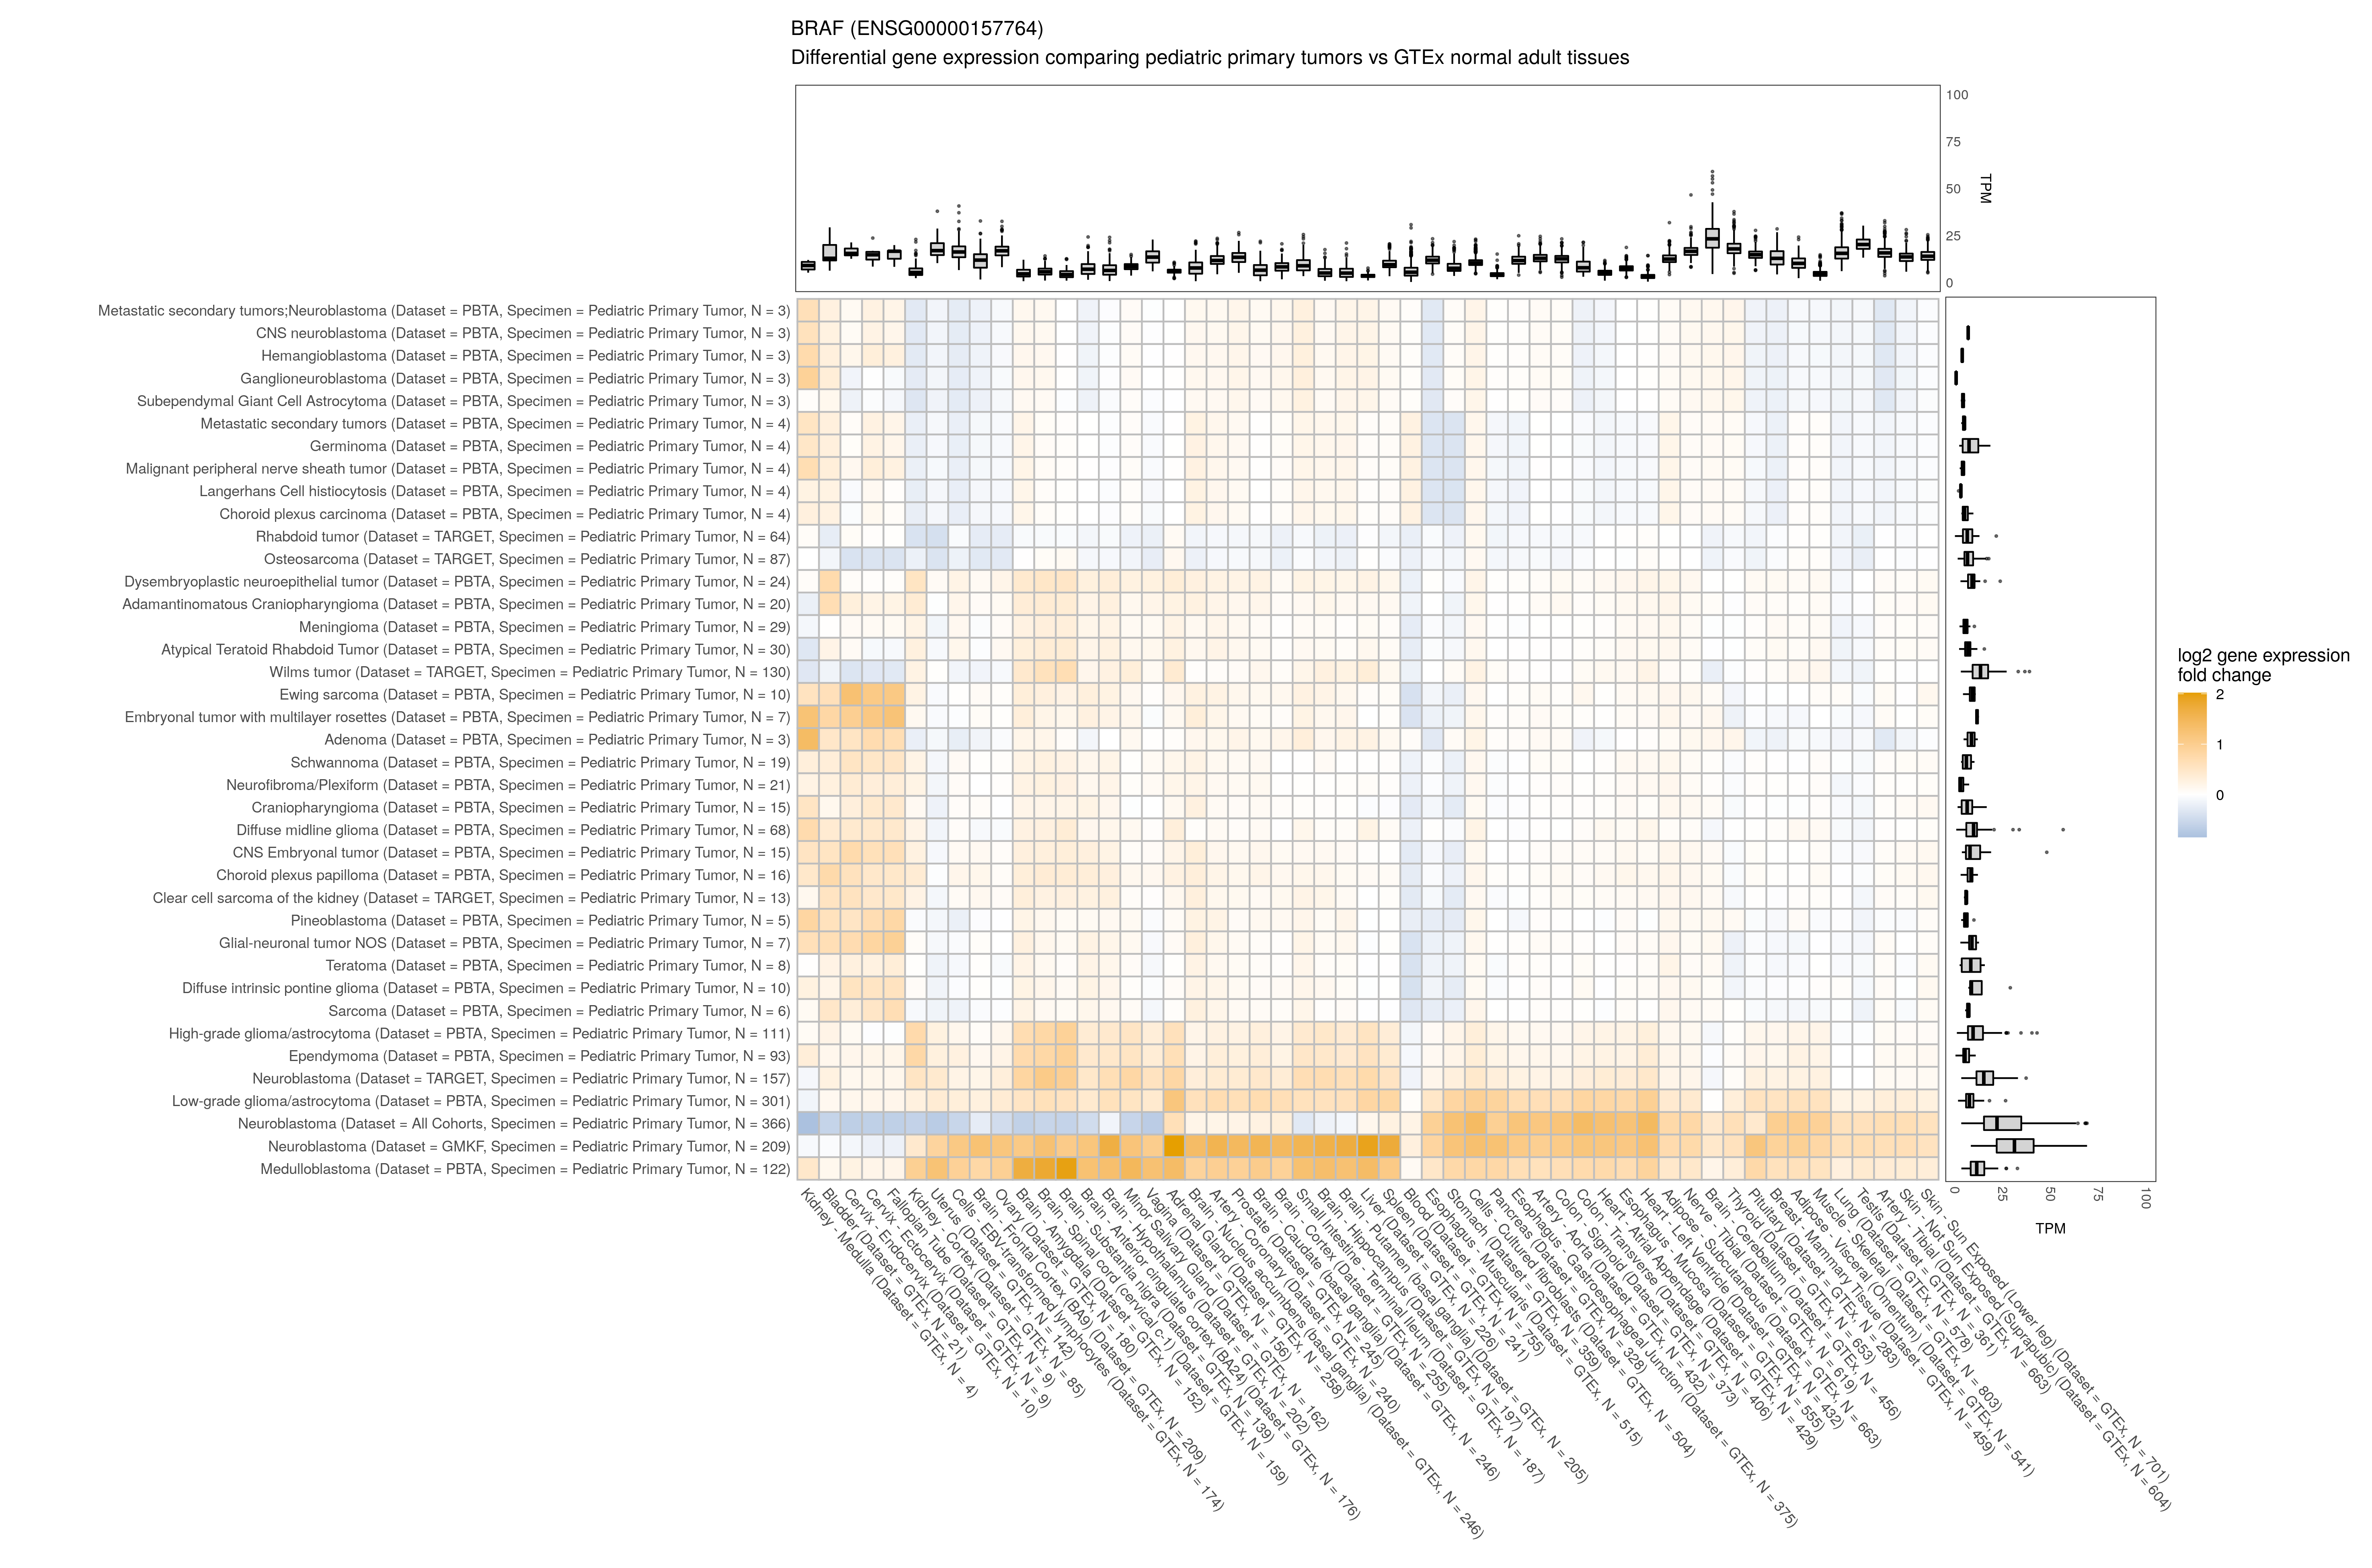 BRAF (ENSG00000157764)
Differential gene expression comparing pediatric primary tumors vs GTEx normal adult tissues
100
75
50
25
0
TPM
Metastatic secondary tumors;Neuroblastoma (Dataset = PBTA, Specimen = Pediatric Primary Tumor, N = 3)
CNS neuroblastoma (Dataset = PBTA, Specimen = Pediatric Primary Tumor, N = 3)
Hemangioblastoma (Dataset = PBTA, Specimen = Pediatric Primary Tumor, N = 3)
Ganglioneuroblastoma (Dataset = PBTA, Specimen = Pediatric Primary Tumor, N = 3)
Subependymal Giant Cell Astrocytoma (Dataset = PBTA, Specimen = Pediatric Primary Tumor, N = 3)
Metastatic secondary tumors (Dataset = PBTA, Specimen = Pediatric Primary Tumor, N = 4)
Germinoma (Dataset = PBTA, Specimen = Pediatric Primary Tumor, N = 4)
Malignant peripheral nerve sheath tumor (Dataset = PBTA, Specimen = Pediatric Primary Tumor, N = 4)
Langerhans Cell histiocytosis (Dataset = PBTA, Specimen = Pediatric Primary Tumor, N = 4)
Choroid plexus carcinoma (Dataset = PBTA, Specimen = Pediatric Primary Tumor, N = 4)
Rhabdoid tumor (Dataset = TARGET, Specimen = Pediatric Primary Tumor, N = 64)
Osteosarcoma (Dataset = TARGET, Specimen = Pediatric Primary Tumor, N = 87)
Dysembryoplastic neuroepithelial tumor (Dataset = PBTA, Specimen = Pediatric Primary Tumor, N = 24)
Adamantinomatous Craniopharyngioma (Dataset = PBTA, Specimen = Pediatric Primary Tumor, N = 20)
Meningioma (Dataset = PBTA, Specimen = Pediatric Primary Tumor, N = 29)
Atypical Teratoid Rhabdoid Tumor (Dataset = PBTA, Specimen = Pediatric Primary Tumor, N = 30)
Wilms tumor (Dataset = TARGET, Specimen = Pediatric Primary Tumor, N = 130)
Ewing sarcoma (Dataset = PBTA, Specimen = Pediatric Primary Tumor, N = 10)
Embryonal tumor with multilayer rosettes (Dataset = PBTA, Specimen = Pediatric Primary Tumor, N = 7)
Adenoma (Dataset = PBTA, Specimen = Pediatric Primary Tumor, N = 3)
Schwannoma (Dataset = PBTA, Specimen = Pediatric Primary Tumor, N = 19)
Neurofibroma/Plexiform (Dataset = PBTA, Specimen = Pediatric Primary Tumor, N = 21)
Craniopharyngioma (Dataset = PBTA, Specimen = Pediatric Primary Tumor, N = 15)
Diffuse midline glioma (Dataset = PBTA, Specimen = Pediatric Primary Tumor, N = 68)
CNS Embryonal tumor (Dataset = PBTA, Specimen = Pediatric Primary Tumor, N = 15)
Choroid plexus papilloma (Dataset = PBTA, Specimen = Pediatric Primary Tumor, N = 16)
Clear cell sarcoma of the kidney (Dataset = TARGET, Specimen = Pediatric Primary Tumor, N = 13)
Pineoblastoma (Dataset = PBTA, Specimen = Pediatric Primary Tumor, N = 5)
Glial-neuronal tumor NOS (Dataset = PBTA, Specimen = Pediatric Primary Tumor, N = 7)
Teratoma (Dataset = PBTA, Specimen = Pediatric Primary Tumor, N = 8)
Diffuse intrinsic pontine glioma (Dataset = PBTA, Specimen = Pediatric Primary Tumor, N = 10)
Sarcoma (Dataset = PBTA, Specimen = Pediatric Primary Tumor, N = 6)
High-grade glioma/astrocytoma (Dataset = PBTA, Specimen = Pediatric Primary Tumor, N = 111)
Ependymoma (Dataset = PBTA, Specimen = Pediatric Primary Tumor, N = 93)
Neuroblastoma (Dataset = TARGET, Specimen = Pediatric Primary Tumor, N = 157)
Low-grade glioma/astrocytoma (Dataset = PBTA, Specimen = Pediatric Primary Tumor, N = 301)
Neuroblastoma (Dataset = All Cohorts, Specimen = Pediatric Primary Tumor, N = 366)
Neuroblastoma (Dataset = GMKF, Specimen = Pediatric Primary Tumor, N = 209)
Medulloblastoma (Dataset = PBTA, Specimen = Pediatric Primary Tumor, N = 122)
log2 gene expression
fold change
2
1
0
0
25
50
75
100
TPM
Kidney - Medulla (Dataset = GTEx, N = 4)
Bladder (Dataset = GTEx, N = 21)
Cervix - Endocervix (Dataset = GTEx, N = 10)
Cervix - Ectocervix (Dataset = GTEx, N = 9)
Fallopian Tube (Dataset = GTEx, N = 9)
Kidney - Cortex (Dataset = GTEx, N = 85)
Uterus (Dataset = GTEx, N = 142)
Cells - EBV-transformed lymphocytes (Dataset = GTEx, N = 174)
Brain - Frontal Cortex (BA9) (Dataset = GTEx, N = 209)
Ovary (Dataset = GTEx, N = 180)
Brain - Amygdala (Dataset = GTEx, N = 152)
Brain - Spinal cord (cervical c-1) (Dataset = GTEx, N = 159)
Brain - Substantia nigra (Dataset = GTEx, N = 139)
Brain - Anterior cingulate cortex (BA24) (Dataset = GTEx, N = 176)
Brain - Hypothalamus (Dataset = GTEx, N = 202)
Minor Salivary Gland (Dataset = GTEx, N = 162)
Vagina (Dataset = GTEx, N = 156)
Adrenal Gland (Dataset = GTEx, N = 258)
Brain - Nucleus accumbens (basal ganglia) (Dataset = GTEx, N = 246)
Artery - Coronary (Dataset = GTEx, N = 240)
Prostate (Dataset = GTEx, N = 245)
Brain - Caudate (basal ganglia) (Dataset = GTEx, N = 246)
Brain - Cortex (Dataset = GTEx, N = 255)
Small Intestine - Terminal Ileum (Dataset = GTEx, N = 187)
Brain - Hippocampus (Dataset = GTEx, N = 197)
Brain - Putamen (basal ganglia) (Dataset = GTEx, N = 205)
Liver (Dataset = GTEx, N = 226)
Spleen (Dataset = GTEx, N = 241)
Blood (Dataset = GTEx, N = 755)
Esophagus - Muscularis (Dataset = GTEx, N = 515)
Stomach (Dataset = GTEx, N = 359)
Cells - Cultured fibroblasts (Dataset = GTEx, N = 504)
Pancreas (Dataset = GTEx, N = 328)
Esophagus - Gastroesophageal Junction (Dataset = GTEx, N = 375)
Artery - Aorta (Dataset = GTEx, N = 432)
Colon - Sigmoid (Dataset = GTEx, N = 373)
Colon - Transverse (Dataset = GTEx, N = 406)
Heart - Atrial Appendage (Dataset = GTEx, N = 429)
Esophagus - Mucosa (Dataset = GTEx, N = 555)
Heart - Left Ventricle (Dataset = GTEx, N = 432)
Adipose - Subcutaneous (Dataset = GTEx, N = 663)
Nerve - Tibial (Dataset = GTEx, N = 619)
Brain - Cerebellum (Dataset = GTEx, N = 456)
Thyroid (Dataset = GTEx, N = 653)
Pituitary (Dataset = GTEx, N = 283)
Breast - Mammary Tissue (Dataset = GTEx, N = 459)
Adipose - Visceral (Omentum) (Dataset = GTEx, N = 541)
Muscle - Skeletal (Dataset = GTEx, N = 803)
Lung (Dataset = GTEx, N = 578)
Testis (Dataset = GTEx, N = 361)
Artery - Tibial (Dataset = GTEx, N = 663)
Skin - Not Sun Exposed (Suprapubic) (Dataset = GTEx, N = 604)
Skin - Sun Exposed (Lower leg) (Dataset = GTEx, N = 701)